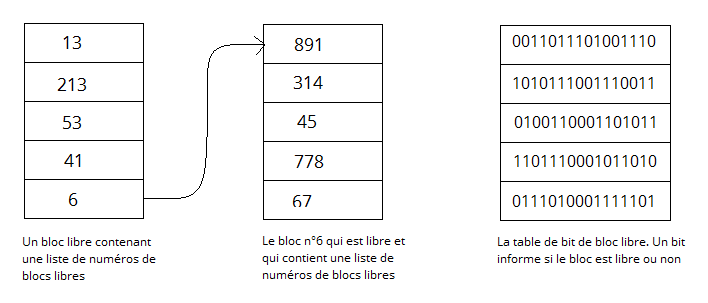 13
213
53
41
6
891
314
45
778
67
0011011101001110
1010111001110011
0100110001101011
1101110001011010
0111010001111101
Un bloc libre contenant
une liste de numéros de
blocs libres
Le bloc n°6 qui est libre et
qui contient une liste de
numéros de blocs libres
La table de bit de bloc libre. Un bit
informe si le bloc est libre ou non